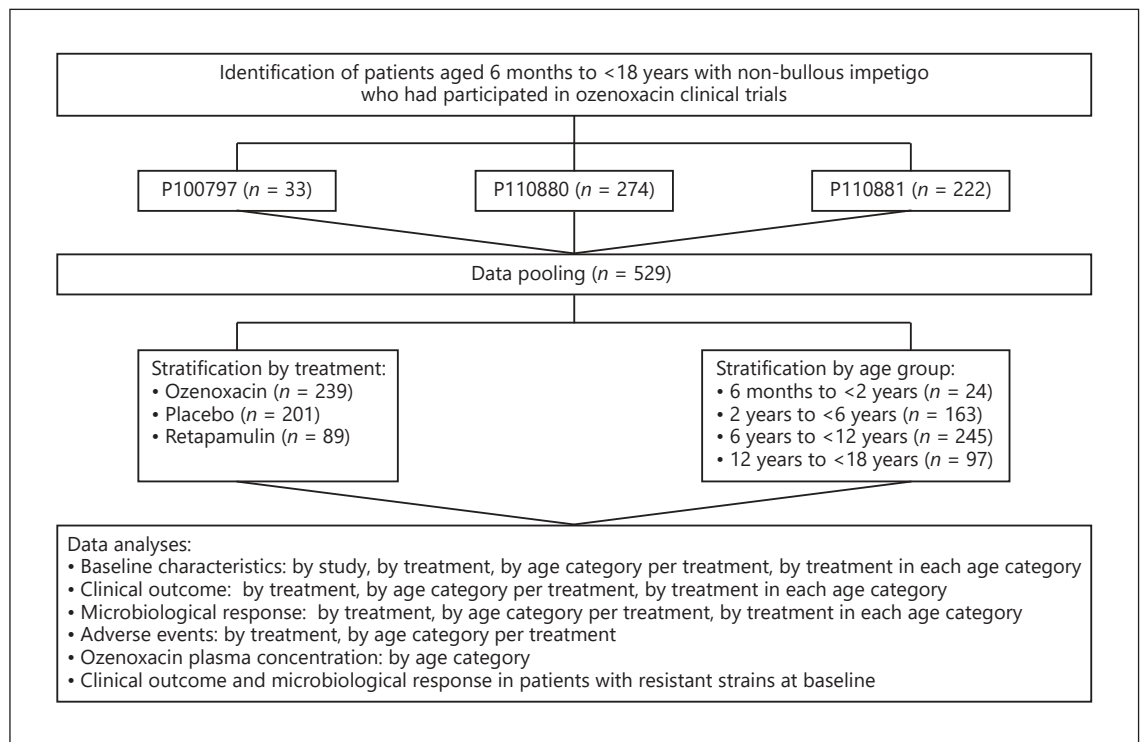 Identification of patients aged 6 months to <18 years with non-bullous impetigo
who had participated in ozenoxacin clinical trials
P100797 (n = 33)
P110880 (n = 274)
P110881 (n = 222)
Data pooling (n = 529)
Stratification by treatment:
• Ozenoxacin (n = 239)
• Placebo (n = 201)
• Retapamulin (n = 89)
Stratification by age group:
• 6 months to <2 years (n = 24)
• 2 years to <6 years (n = 163)
• 6 years to <12 years (n = 245)
• 12 years to <18 years (n = 97)
Data analyses:
• Baseline characteristics: by study, by treatment, by age category per treatment, by treatment in each age category
• Clinical outcome: by treatment, by age category per treatment, by treatment in each age category
• Microbiological response: by treatment, by age category per treatment, by treatment in each age category
• Adverse events: by treatment, by age category per treatment
• Ozenoxacin plasma concentration: by age category
• Clinical outcome and microbiological response in patients with resistant strains at baseline